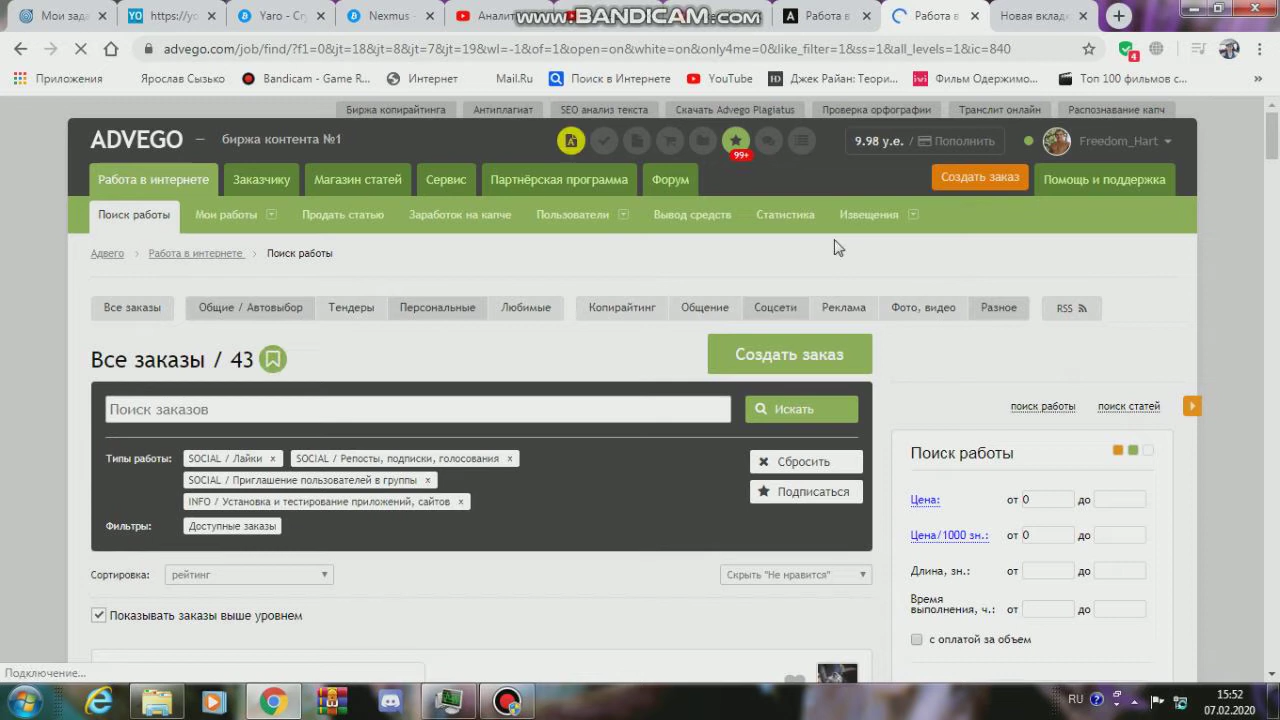 Мои зада
https://yo
Yaro - Cry
Nexmus -
Аналити
www.BANDICAM.com
Работа в
Работа в
Новая вклад
advego.com/job/find/?f1=0&jt=18&jt=8&jt=7&jt=19&s=-1&of=1&open=on&white=on&only4me=0&like_filter=1&ss=1&all_levels=1&ic=840
4
Приложения
Ярослав Сызько
Bandicam - Game R...
Интернет
Mail.Ru
Поиск в Интернете
YouTube
Джек Райан: Теори...
Фильм Одержимо...
Топ 100 фильмов с...
»
Биржа копирайтинга
Антиплагиат
SEO анализ текста
Скачать Advego Plagiatus
Проверка орфографии
Транслит онлайн
Распознавание капч
ADVEGO — биржа контента №1
99+
9.98 у.е. / Пополнить
Freedom_Hart
Работа в интернете
Заказчику
Магазин статей
Сервис
Партнёрская программа
Форум
Создать заказ
Помощь и поддержка
Поиск работы
Мои работы
Продать статью
Заработок на капче
Пользователи
Вывод средств
Статистика
Извещения
Адвего > Работа в интернете > Поиск работы
Все заказы
Общие / Автовыбор
Тендеры
Персональные
Любимые
Копирайтинг
Общение
Соцсети
Реклама
Фото, видео
Разное
RSS
Все заказы / 43
Создать заказ
Поиск заказов
Искать
поиск работы
поиск статей
Типы работы:
SOCIAL / Лайки ×
SOCIAL / Репосты, подписки, голосования ×
SOCIAL / Приглашение пользователей в группы ×
INFO / Установка и тестирование приложений, сайтов ×
Сбросить
Подписаться
Фильтры:
Доступные заказы
Сортировка:
рейтинг
Скрыть "Не нравится"
Показывать заказы выше уровнем
Поиск работы
Цена: от 0 до
Цена/1000 зн.: от 0 до
Длина, зн.: от до
Время выполнения, ч.: от до
с оплатой за объем
Подключение...
RU
15:52
07.02.2020